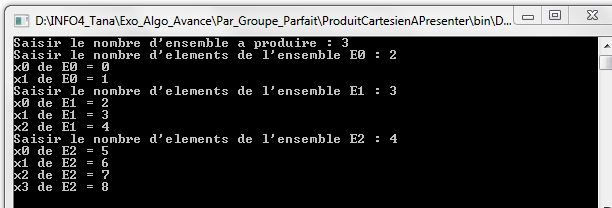 D:\INFO4_Tana\Exo_Algo_Avance\Par_Groupe_Parfait\ProduitCartesienAPresenter\bin\D...
Saisir le nombre d'ensemble a produire : 3
Saisir le nombre d'elements de l'ensemble E0 : 2
x0 de E0 = 0
x1 de E0 = 1
Saisir le nombre d'elements de l'ensemble E1 : 3
x0 de E1 = 2
x1 de E1 = 3
x2 de E1 = 4
Saisir le nombre d'elements de l'ensemble E2 : 4
x0 de E2 = 5
x1 de E2 = 6
x2 de E2 = 7
x3 de E2 = 8